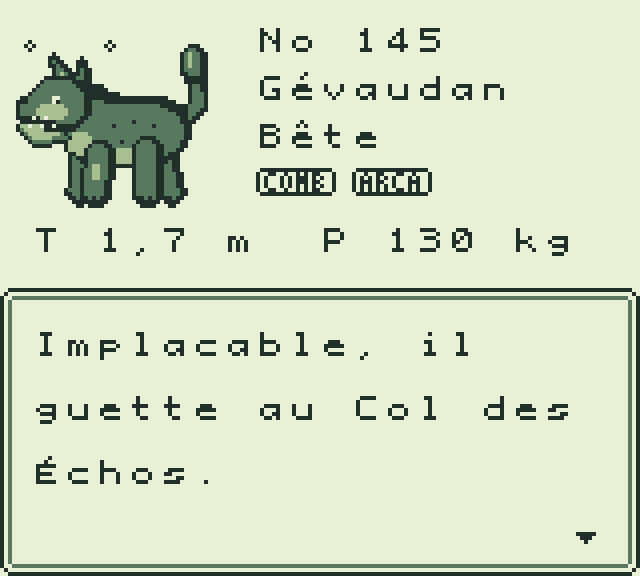 No 145
Gévaudan
Bête
COMB ARCA
T 1,7 m P 130 kg
Implacable, il
guette au Col des
Échos.